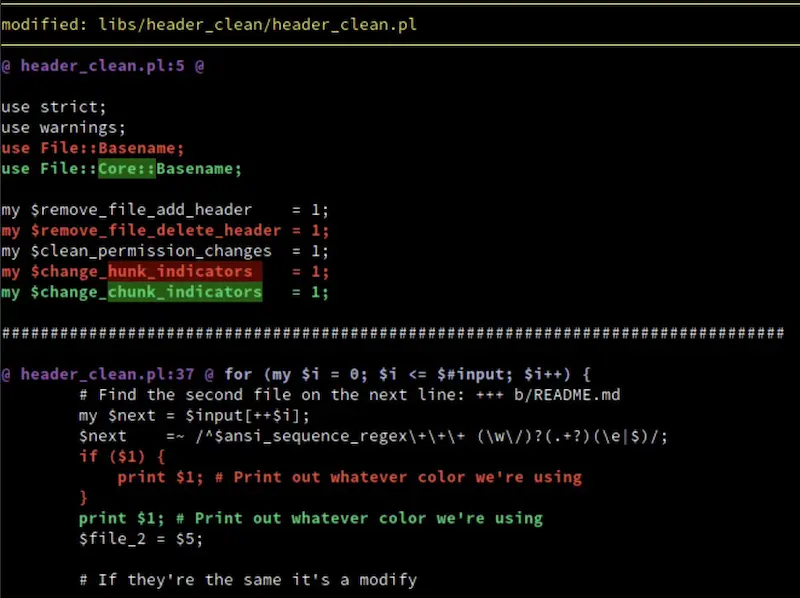 modified: libs/header_clean/header_clean.pl
@ header_clean.pl:5 @
use strict;
use warnings;
use File::Basename;
use File::Core::Basename;
my $remove_file_add_header    = 1;
my $remove_file_delete_header = 1;
my $clean_permission_changes  = 1;
my $change_hunk_indicators    = 1;
my $change_chunk_indicators   = 1;
#################################################################################
@ header_clean.pl:37 @ for (my $i = 0; $i <= $#input; $i++) {
        # Find the second file on the next line: +++ b/README.md
        my $next = $input[++$i];
        $next    =~ /^$ansi_sequence_regex\+\+\+ (\w\/)?(.+?)(\e|$)/;
        if ($1) {
            print $1; # Print out whatever color we're using
        }
        print $1; # Print out whatever color we're using
        $file_2 = $5;
        # If they're the same it's a modify